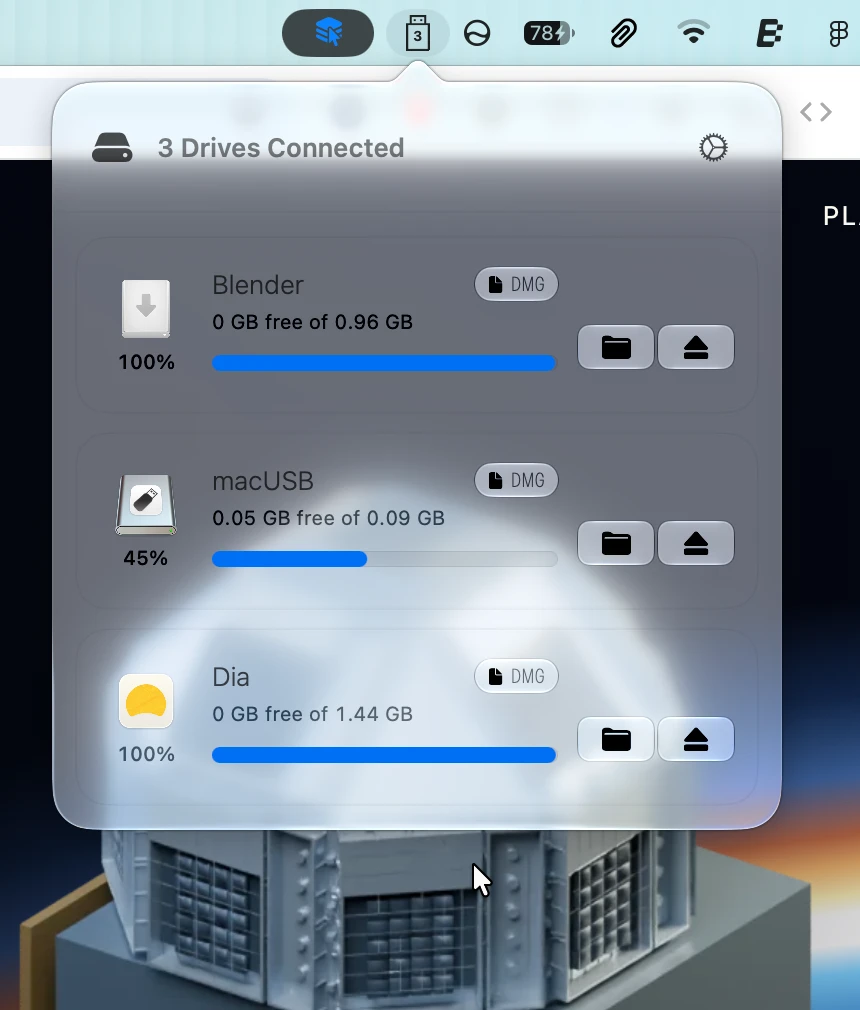 3
78
3 Drives Connected
PL
Blender
DMG
0 GB free of 0.96 GB
100%
macUSB
DMG
0.05 GB free of 0.09 GB
45%
Dia
DMG
0 GB free of 1.44 GB
100%